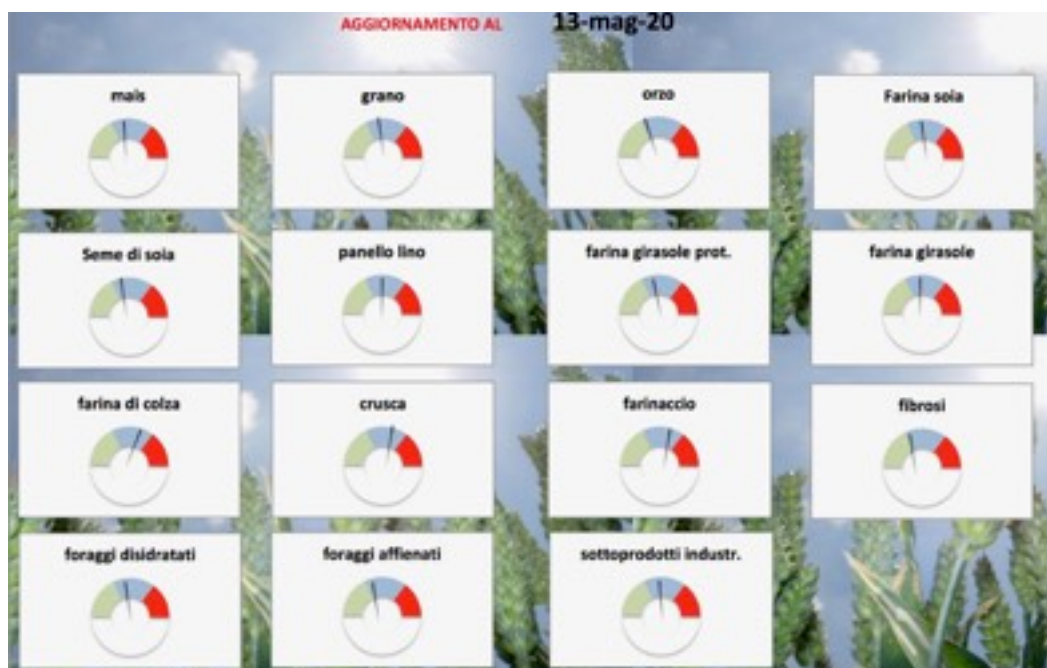 AGGIORNAMENTO AL 13-mag-20
mais
grano
orzo
Farina soia
Seme di soia
panello lino
farina girasole prot.
farina girasole
farina di colza
crusca
farinaccio
fibrosi
foraggi disidratati
foraggi affienati
sottoprodotti industr.